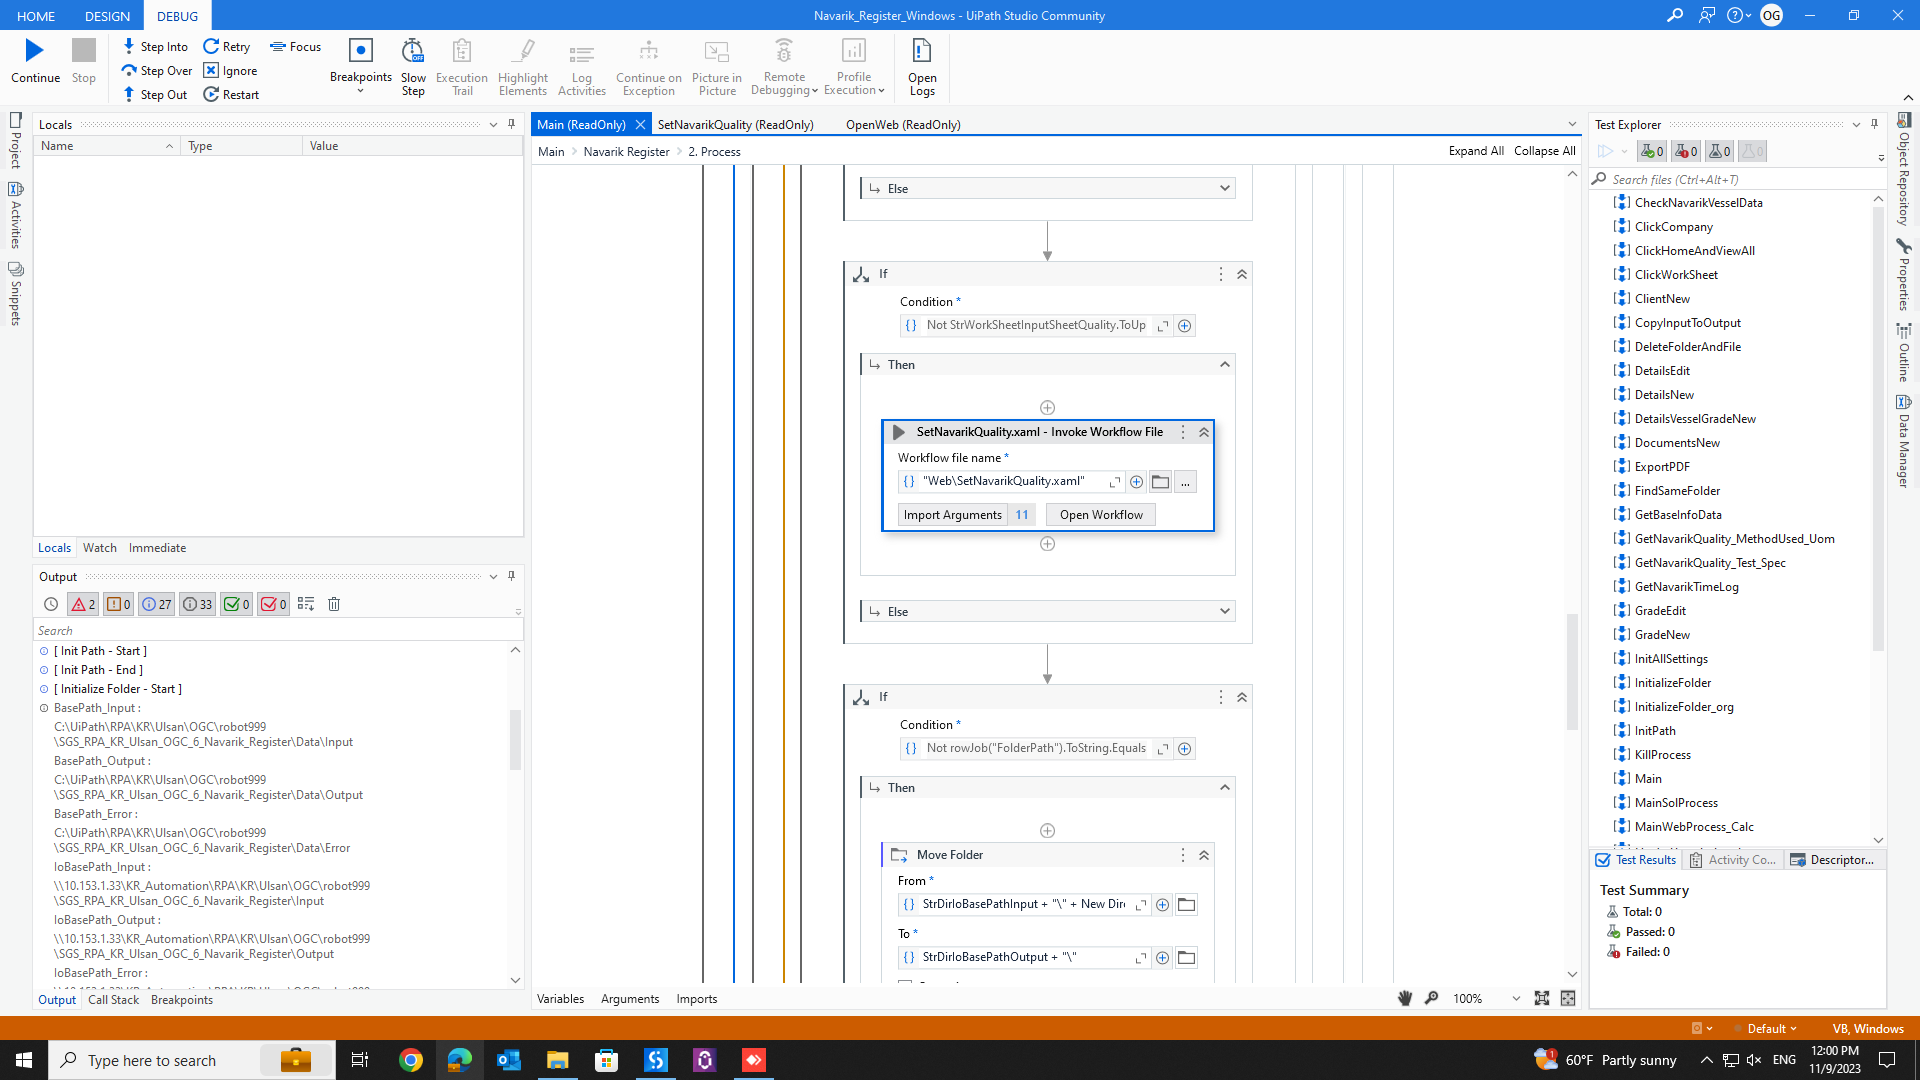 HOME DESIGN DEBUG
Navarik_Register_Windows - UiPath Studio Community
OG
Continue
Stop
Step Into
Step Over
Step Out
Retry
Ignore
Restart
Focus
Breakpoints
Slow
Step
Execution
Trail
Highlight
Elements
Log
Activities
Continue on
Exception
Picture in
Picture
Remote
Debugging
Profile
Execution
Open
Logs
Project
Activities
Snippets
Locals
Name Type Value
Locals Watch Immediate
Output
2 0 27 33 0 0
Search
[ Init Path - Start ]
[ Init Path - End ]
[ Initialize Folder - Start ]
BasePath_Input :
C:\UiPath\RPA\KR\Ulsan\OGC\robot999
\SGS_RPA_KR_Ulsan_OGC_6_Navarik_Register\Data\Input
BasePath_Output :
C:\UiPath\RPA\KR\Ulsan\OGC\robot999
\SGS_RPA_KR_Ulsan_OGC_6_Navarik_Register\Data\Output
BasePath_Error :
C:\UiPath\RPA\KR\Ulsan\OGC\robot999
\SGS_RPA_KR_Ulsan_OGC_6_Navarik_Register\Data\Error
IoBasePath_Input :
\\10.153.1.33\KR_Automation\RPA\KR\Ulsan\OGC\robot999
\SGS_RPA_KR_Ulsan_OGC_6_Navarik_Register\Input
IoBasePath_Output :
\\10.153.1.33\KR_Automation\RPA\KR\Ulsan\OGC\robot999
\SGS_RPA_KR_Ulsan_OGC_6_Navarik_Register\Output
IoBasePath_Error :
Output Call Stack Breakpoints
Main (ReadOnly) SetNavarikQuality (ReadOnly) OpenWeb (ReadOnly)
Main Navarik Register 2. Process
Expand All Collapse All
Else
If
Condition *
Not StrWorkSheetInputSheetQuality.ToUp
Then
SetNavarikQuality.xaml - Invoke Workflow File
Workflow file name *
"Web\SetNavarikQuality.xaml"
...
Import Arguments 11 Open Workflow
Else
If
Condition *
Not rowJob("FolderPath").ToString.Equals
Then
Move Folder
From *
StrDirIoBasePathInput + "\" + New Dire
To *
StrDirIoBasePathOutput + "\"
Variables Arguments Imports
100%
Test Explorer
0 0 0 0
Search files (Ctrl+Alt+T)
CheckNavarikVesselData
ClickCompany
ClickHomeAndViewAll
ClickWorkSheet
ClientNew
CopyInputToOutput
DeleteFolderAndFile
DetailsEdit
DetailsNew
DetailsVesselGradeNew
DocumentsNew
ExportPDF
FindSameFolder
GetBaseInfoData
GetNavarikQuality_MethodUsed_Uom
GetNavarikQuality_Test_Spec
GetNavarikTimeLog
GradeEdit
GradeNew
InitAllSettings
InitializeFolder
InitializeFolder_org
InitPath
KillProcess
Main
MainSolProcess
MainWebProcess_Calc
Test Results Activity Co... Descriptor...
Test Summary
Total: 0
Passed: 0
Failed: 0
Object Repository
Properties
Outline
Data Manager
Default VB, Windows
Type here to search
1
60°F Partly sunny
ENG
12:00 PM
11/9/2023